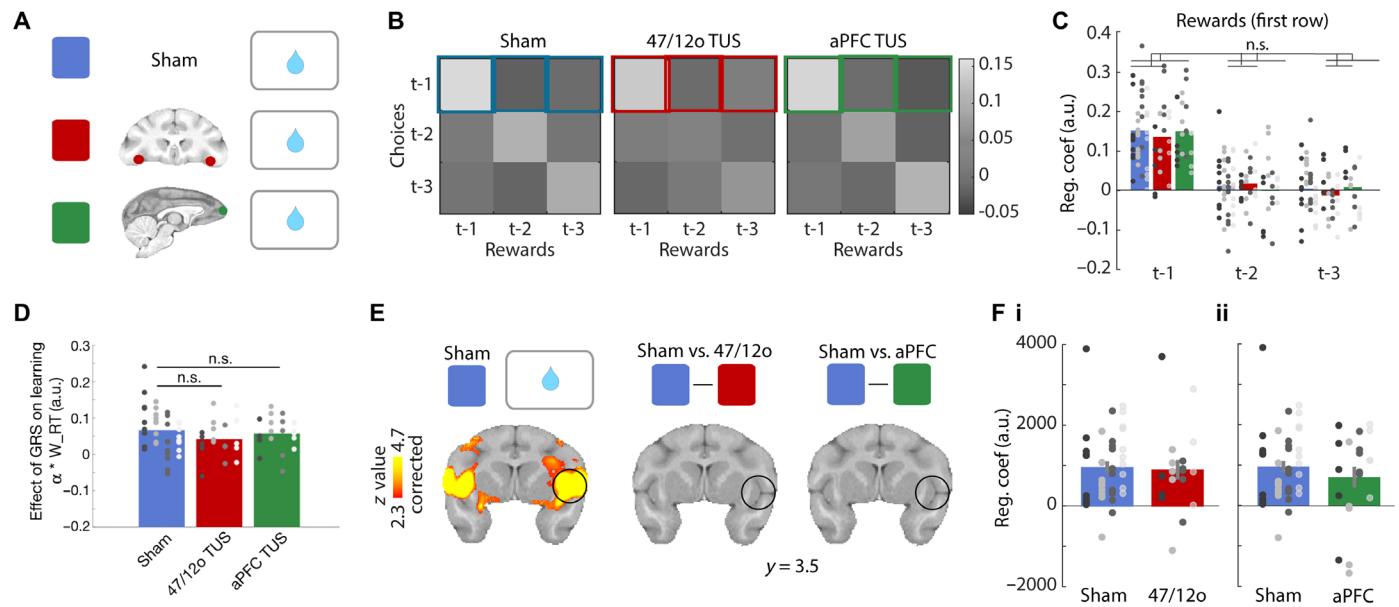 A
Sham
B
Sham
47/12o TUS
aPFC TUS
Choices
t-1
t-2
t-3
t-1
t-2
t-3
t-1
t-2
t-3
t-1
t-2
t-3
Rewards
Rewards
Rewards
0.15
0.1
0.05
0
−0.05
C
Rewards (first row)
n.s.
Reg. coef (a.u.)
0.4
0.3
0.2
0.1
0
−0.1
−0.2
t-1
t-2
t-3
D
Effect of GRS on learning
α * W_RT (a.u.)
0.3
0.2
0.1
0
−0.1
−0.2
n.s.
n.s.
Sham
47/12o TUS
aPFC TUS
E
Sham
Sham vs. 47/12o
Sham vs. aPFC
2.3
4.7
z value
corrected
y = 3.5
F i
ii
Reg. coef (a.u.)
4000
2000
0
−2000
Sham
47/12o
Sham
aPFC